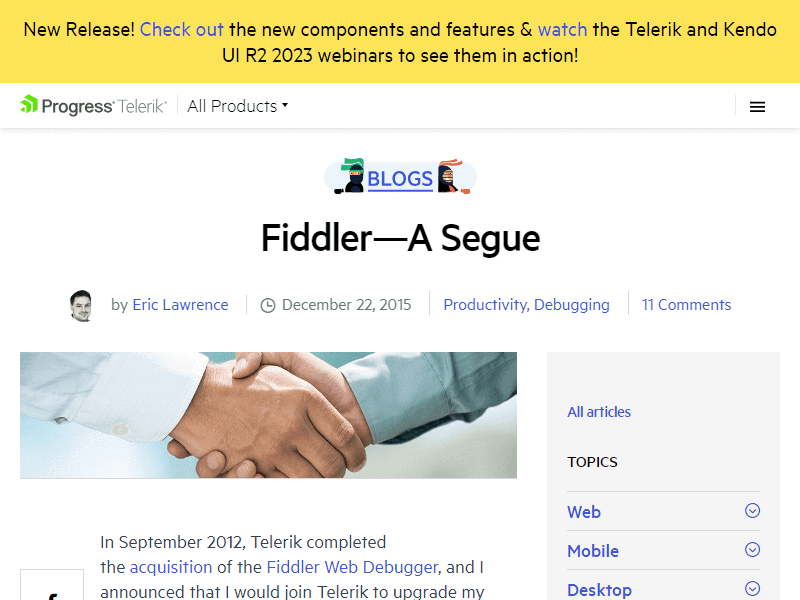 New Release! Check out the new components and features & watch the Telerik and Kendo
UI R2 2023 webinars to see them in action!
Progress Telerik
All Products
BLOGS
Fiddler—A Segue
by Eric Lawrence
December 22, 2015
Productivity, Debugging
11 Comments
In September 2012, Telerik completed
the acquisition of the Fiddler Web Debugger, and I
announced that I would join Telerik to upgrade my
All articles
TOPICS
Web
Mobile
Desktop